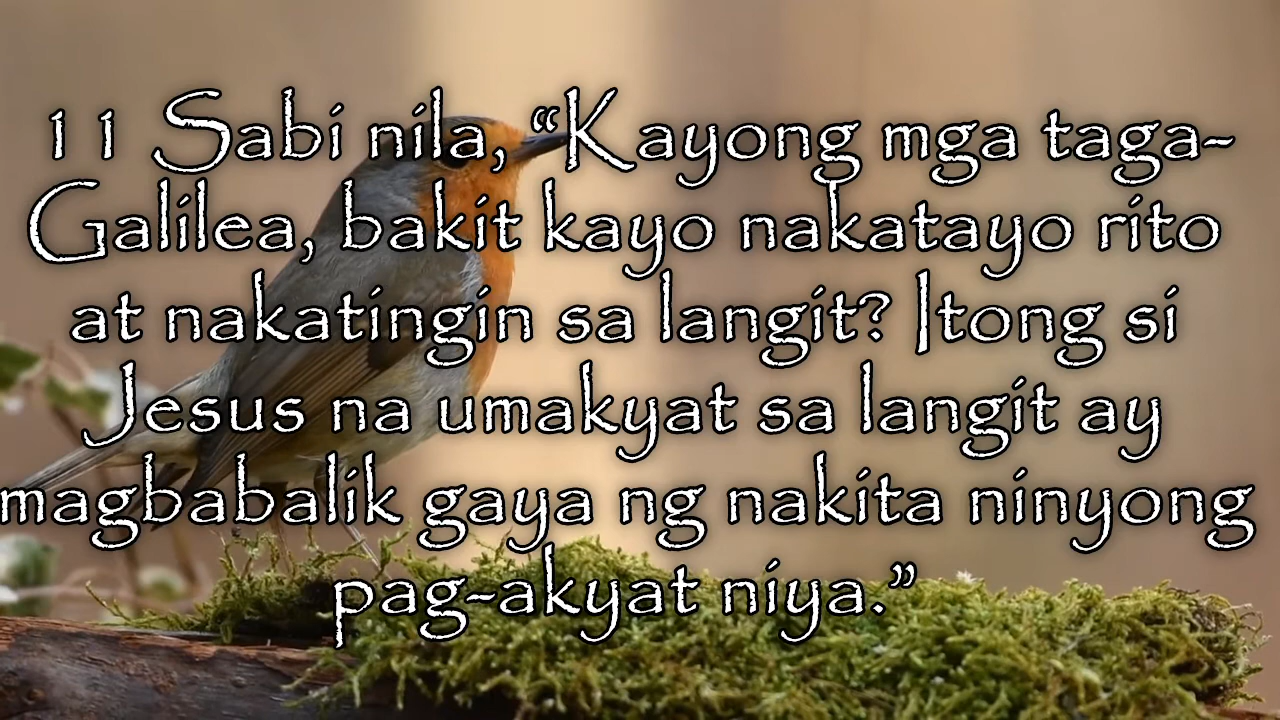 11 Sabi nila, “Kayong mga taga-
Galilea, bakit kayo nakatayo rito
at nakatingin sa langit? Itong si
Jesus na umakyat sa langit ay
magbabalik gaya ng nakita ninyong
pag-akyat niya.”